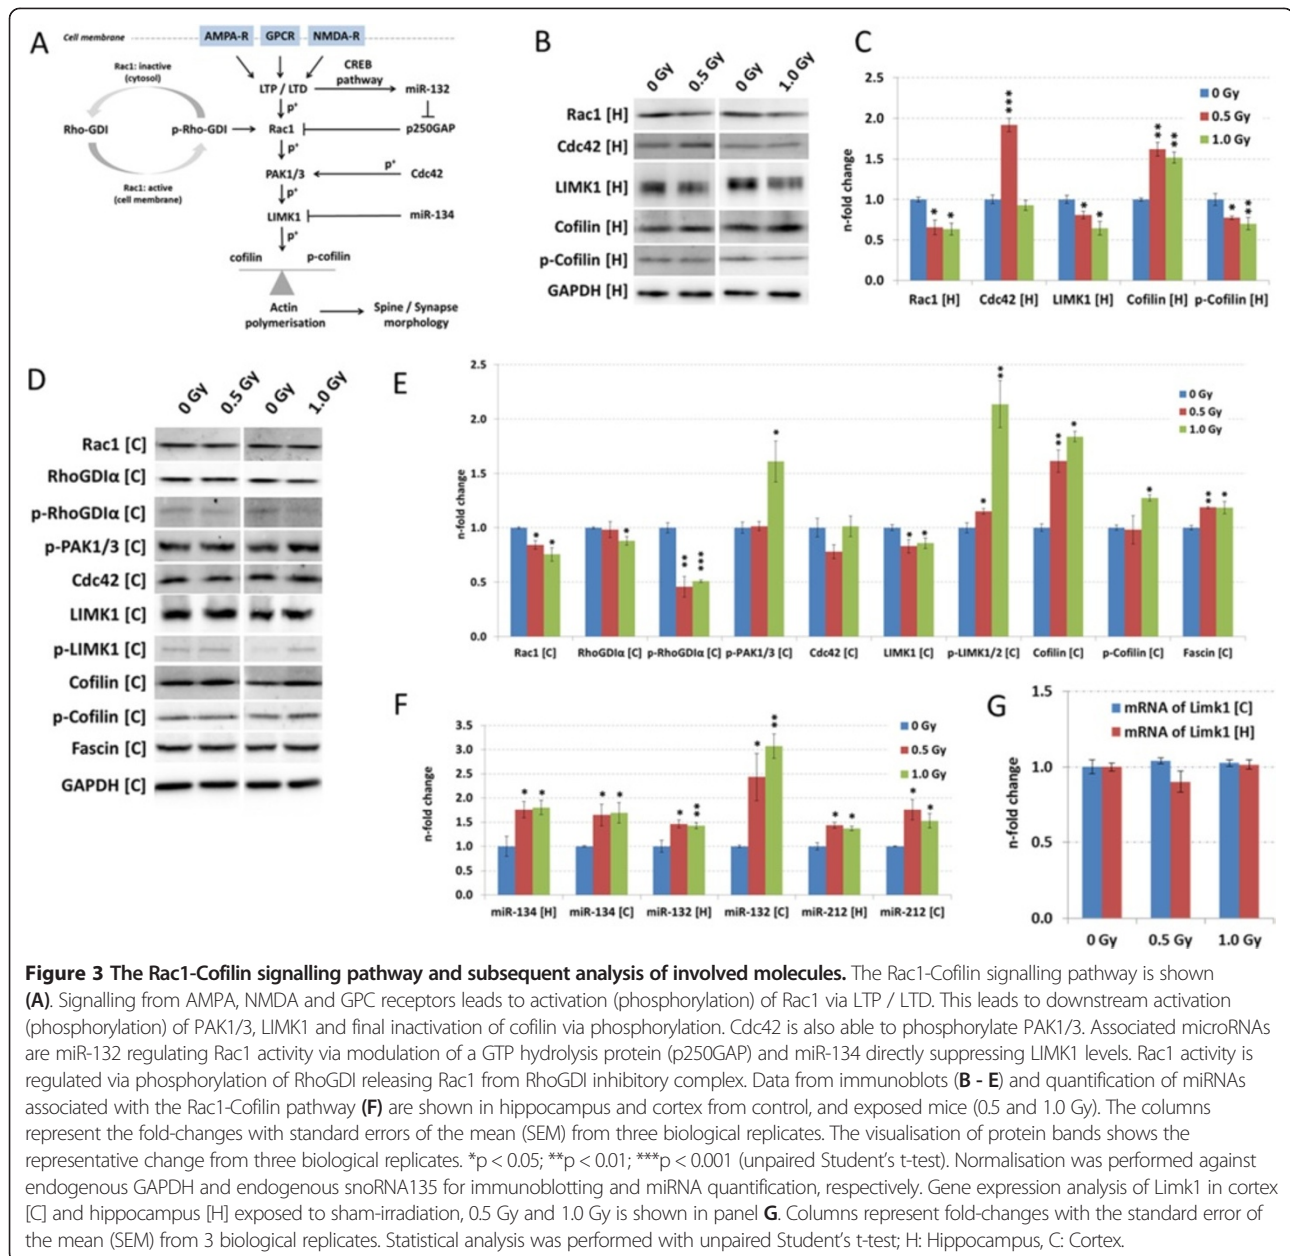 A
Cell membrane
AMPA-R
GPCR
NMDA-R
Rac1: inactive
(cytosol)
CREB
pathway
LTP / LTD
miR-132
p⁺
Rho-GDI
p-Rho-GDI
Rac1
p250GAP
p⁺
p⁺
PAK1/3
Cdc42
Rac1: active
(cell membrane)
p⁺
LIMK1
miR-134
p⁺
cofilin
p-cofilin
Actin
polymerisation
Spine / Synapse
morphology
B
0 Gy
0.5 Gy
0 Gy
1.0 Gy
Rac1 [H]
Cdc42 [H]
LIMK1 [H]
Cofilin [H]
p-Cofilin [H]
GAPDH [H]
C
n-fold change
2.5
2.0
1.5
1.0
0.5
0.0
0 Gy
0.5 Gy
1.0 Gy
* * *** * * ** ** * **
Rac1 [H] Cdc42 [H] LIMK1 [H] Cofilin [H] p-Cofilin [H]
D
0 Gy
0.5 Gy
0 Gy
1.0 Gy
Rac1 [C]
RhoGDIα [C]
p-RhoGDIα [C]
p-PAK1/3 [C]
Cdc42 [C]
LIMK1 [C]
p-LIMK1 [C]
Cofilin [C]
p-Cofilin [C]
Fascin [C]
GAPDH [C]
E
n-fold change
2.5
2.0
1.5
1.0
0.5
0.0
0 Gy
0.5 Gy
1.0 Gy
* * * ** *** * * * * ** ** * * ** *
Rac1 [C] RhoGDIα [C] p-RhoGDIα [C] p-PAK1/3 [C] Cdc42 [C] LIMK1 [C] p-LIMK1/2 [C] Cofilin [C] p-Cofilin [C] Fascin [C]
F
n-fold change
3.5
3.0
2.5
2.0
1.5
1.0
0.5
0.0
0 Gy
0.5 Gy
1.0 Gy
* * * * * ** * ** * * * *
miR-134 [H] miR-134 [C] miR-132 [H] miR-132 [C] miR-212 [H] miR-212 [C]
G
n-fold change
1.5
1.0
0.5
0.0
mRNA of Limk1 [C]
mRNA of Limk1 [H]
0 Gy 0.5 Gy 1.0 Gy
Figure 3 The Rac1-Cofilin signalling pathway and subsequent analysis of involved molecules. The Rac1-Cofilin signalling pathway is shown
(A). Signalling from AMPA, NMDA and GPC receptors leads to activation (phosphorylation) of Rac1 via LTP / LTD. This leads to downstream activation
(phosphorylation) of PAK1/3, LIMK1 and final inactivation of cofilin via phosphorylation. Cdc42 is also able to phosphorylate PAK1/3. Associated microRNAs
are miR-132 regulating Rac1 activity via modulation of a GTP hydrolysis protein (p250GAP) and miR-134 directly suppressing LIMK1 levels. Rac1 activity is
regulated via phosphorylation of RhoGDI releasing Rac1 from RhoGDI inhibitory complex. Data from immunoblots (B - E) and quantification of miRNAs
associated with the Rac1-Cofilin pathway (F) are shown in hippocampus and cortex from control, and exposed mice (0.5 and 1.0 Gy). The columns
represent the fold-changes with standard errors of the mean (SEM) from three biological replicates. The visualisation of protein bands shows the
representative change from three biological replicates. *p < 0.05; **p < 0.01; ***p < 0.001 (unpaired Student's t-test). Normalisation was performed against
endogenous GAPDH and endogenous snoRNA135 for immunoblotting and miRNA quantification, respectively. Gene expression analysis of Limk1 in cortex
[C] and hippocampus [H] exposed to sham-irradiation, 0.5 Gy and 1.0 Gy is shown in panel G. Columns represent fold-changes with the standard error of
the mean (SEM) from 3 biological replicates. Statistical analysis was performed with unpaired Student's t-test; H: Hippocampus, C: Cortex.